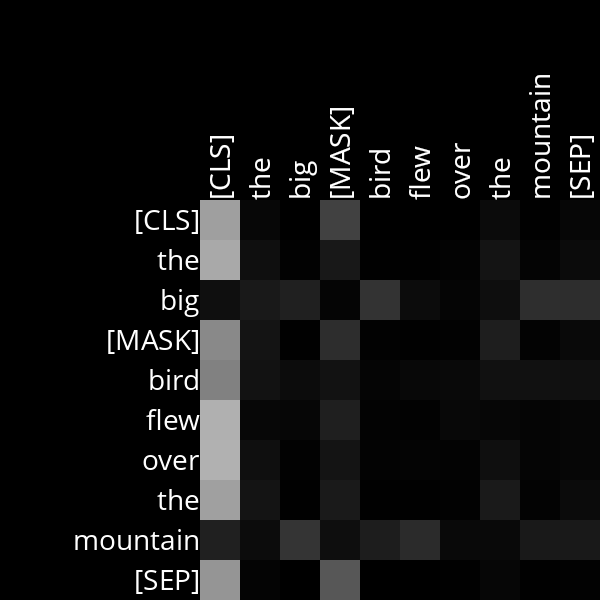 [CLS] the big [MASK] bird flew over the mountain [SEP]
[CLS]
the
big
[MASK]
bird
flew
over
the
mountain
[SEP]